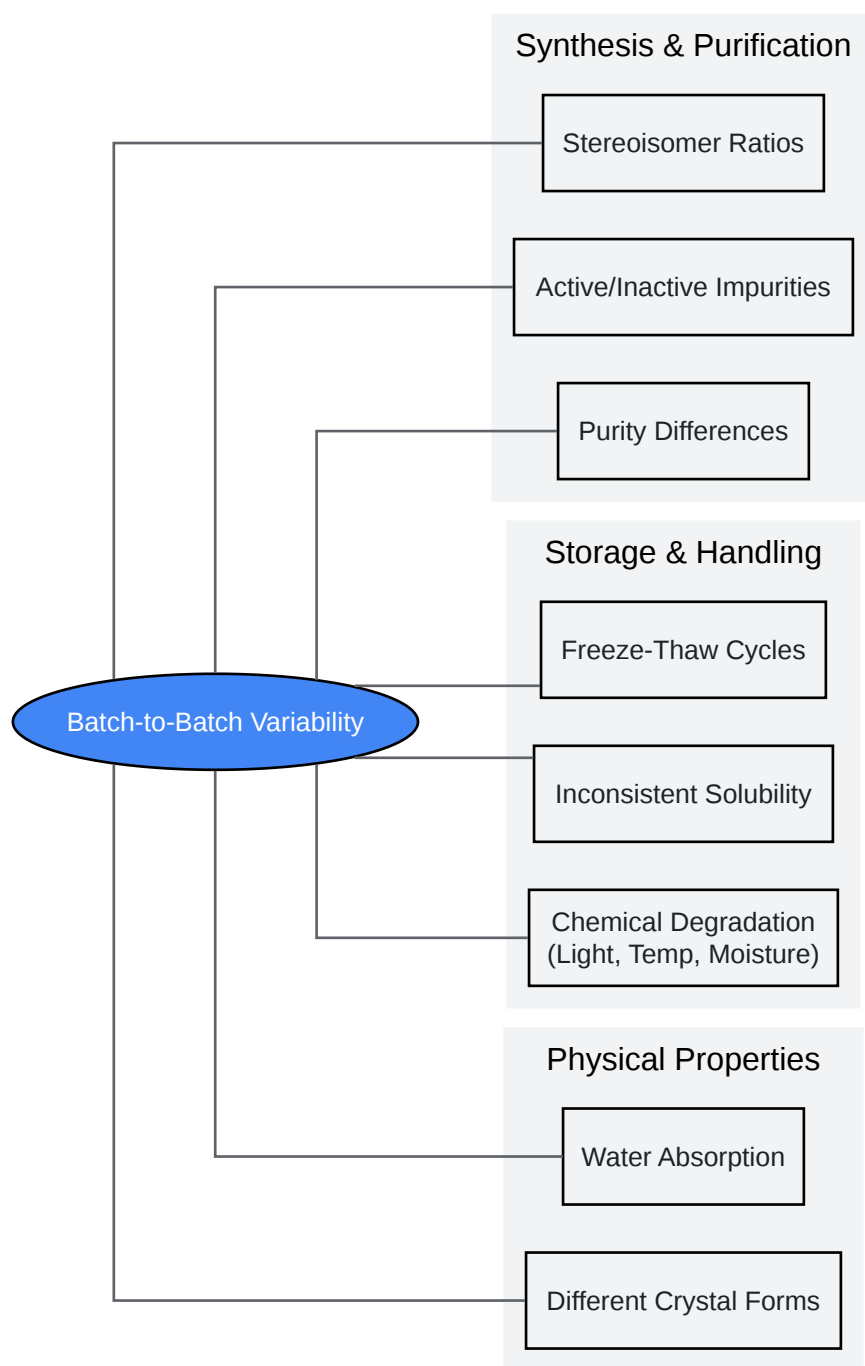 Synthesis & Purification
Stereoisomer Ratios
Active/Inactive Impurities
Purity Differences
Storage & Handling
Freeze-Thaw Cycles
Batch-to-Batch Variability
Inconsistent Solubility
Chemical Degradation
(Light, Temp, Moisture)
Physical Properties
Water Absorption
Different Crystal Forms